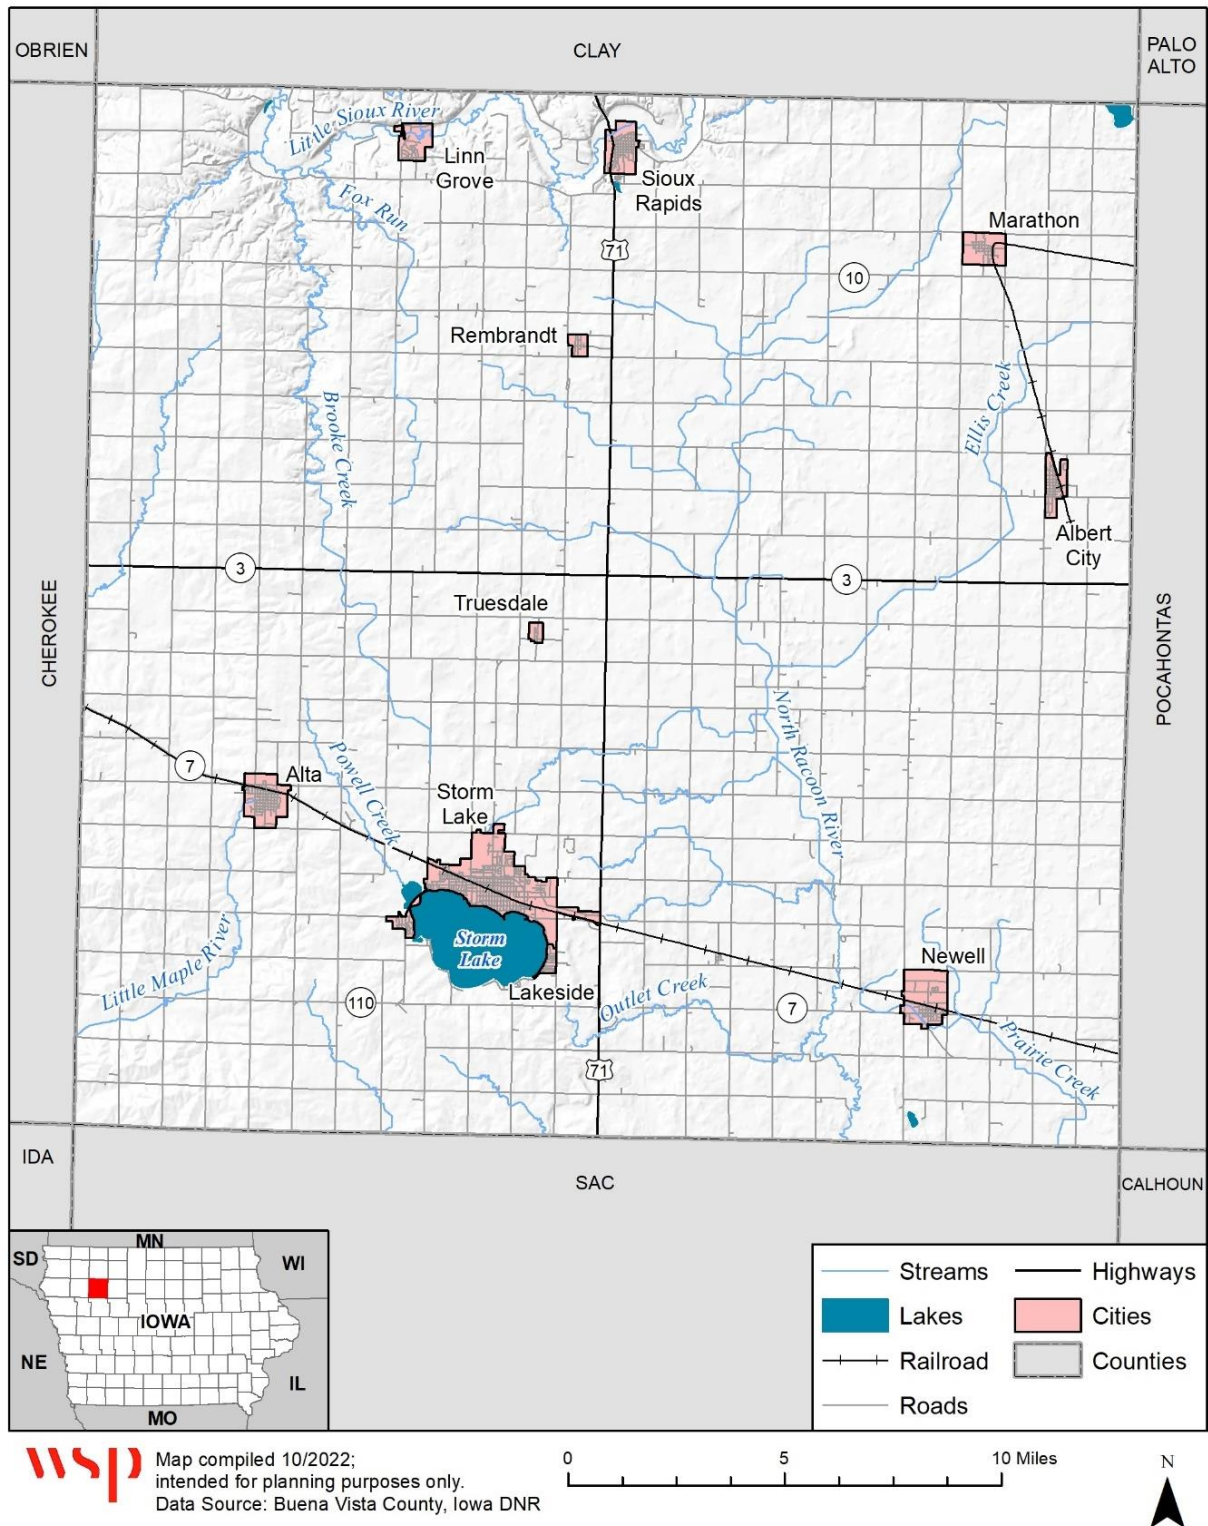 OBRIEN
CLAY
PALO
ALTO
Little Sioux River
Linn
Grove
Sioux
Rapids
Fox Run
Marathon
71
10
Rembrandt
Ellis Creek
Brooke Creek
Albert
City
3
3
CHEROKEE
Truesdale
POCAHONTAS
North Racoon River
7
Alta
Powell Creek
Storm
Lake
Little Maple River
Storm
Lake
Newell
Lakeside
110
Outlet Creek
7
Prairie Creek
71
IDA
SAC
CALHOUN
MN
SD
WI
IOWA
NE
IL
MO
Streams
Highways
Lakes
Cities
Railroad
Counties
Roads
wsp
Map compiled 10/2022;
intended for planning purposes only.
Data Source: Buena Vista County, Iowa DNR
0 5 10 Miles
N